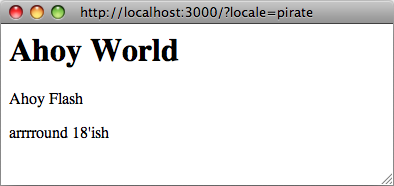 http://localhost:3000/?locale=pirate
Ahoy World
Ahoy Flash
arrrround 18'ish